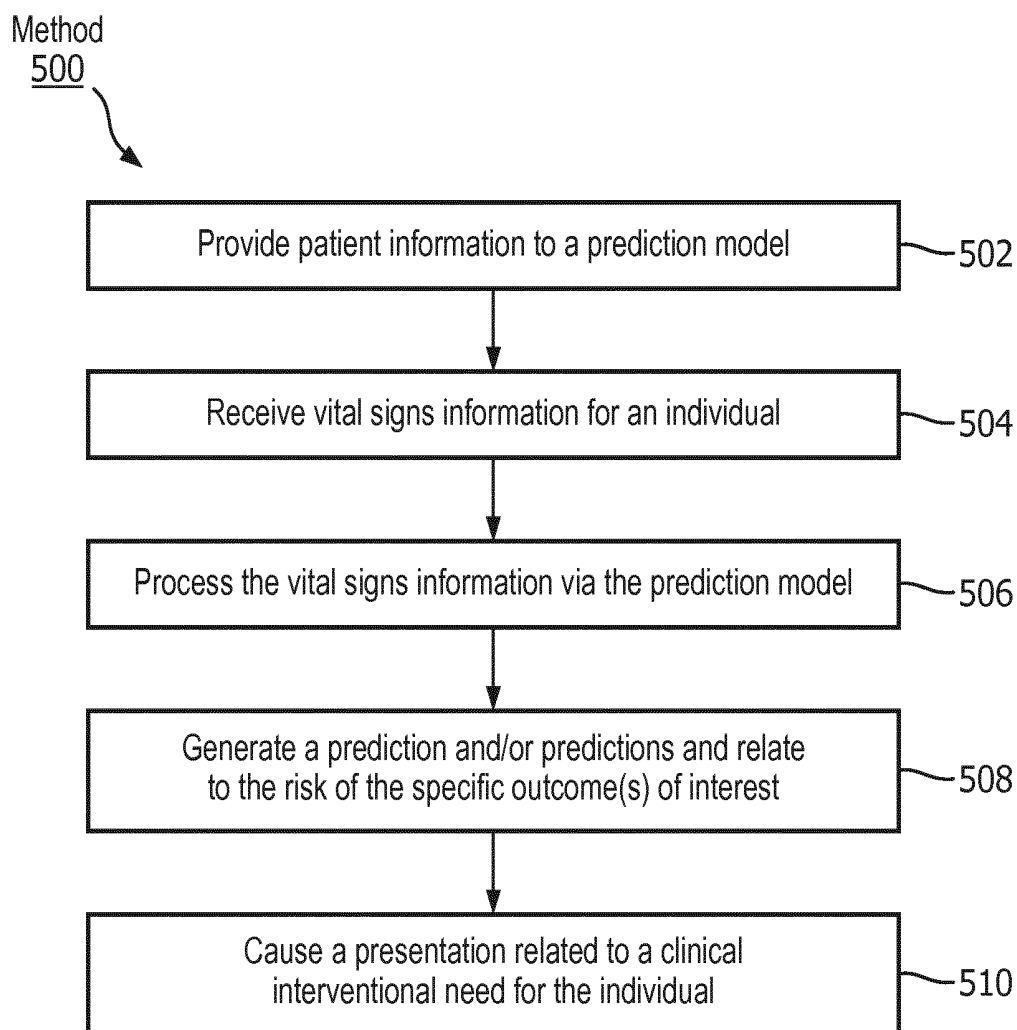 Method
500
Provide patient information to a prediction model
502
Receive vital signs information for an individual
504
Process the vital signs information via the prediction model
506
Generate a prediction and/or predictions and relate
to the risk of the specific outcome(s) of interest
508
Cause a presentation related to a clinical
interventional need for the individual
510